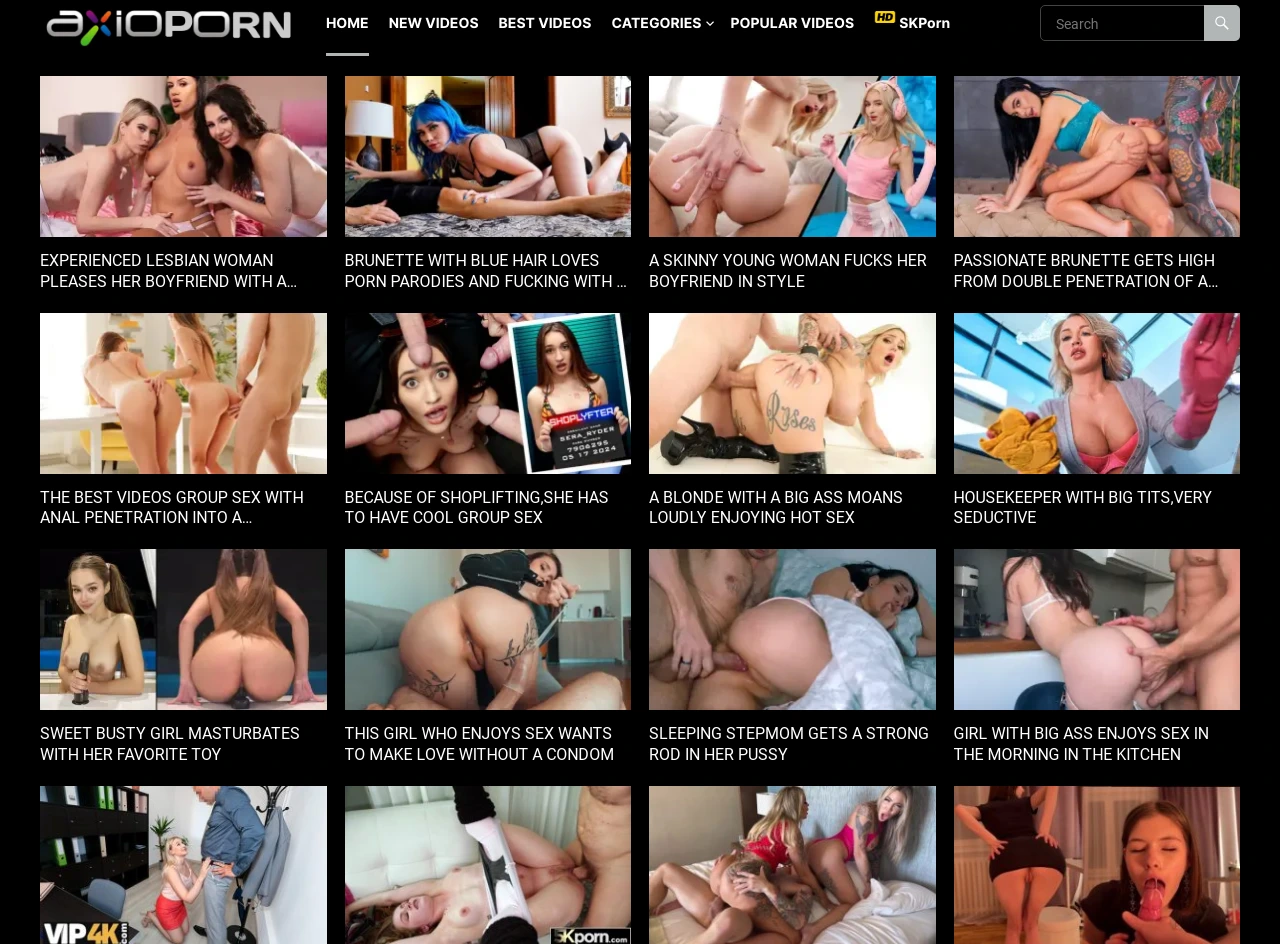 axioPORN
HOME NEW VIDEOS BEST VIDEOS CATEGORIES POPULAR VIDEOS HD SKPorn
Search
EXPERIENCED LESBIAN WOMAN
PLEASES HER BOYFRIEND WITH A...
BRUNETTE WITH BLUE HAIR LOVES
PORN PARODIES AND FUCKING WITH ...
A SKINNY YOUNG WOMAN FUCKS HER
BOYFRIEND IN STYLE
PASSIONATE BRUNETTE GETS HIGH
FROM DOUBLE PENETRATION OF A...
SHOPLYFTER
SERA_RYDER
7906295
05 17 2024
Roses
THE BEST VIDEOS GROUP SEX WITH
ANAL PENETRATION INTO A...
BECAUSE OF SHOPLIFTING,SHE HAS
TO HAVE COOL GROUP SEX
A BLONDE WITH A BIG ASS MOANS
LOUDLY ENJOYING HOT SEX
HOUSEKEEPER WITH BIG TITS,VERY
SEDUCTIVE
SWEET BUSTY GIRL MASTURBATES
WITH HER FAVORITE TOY
THIS GIRL WHO ENJOYS SEX WANTS
TO MAKE LOVE WITHOUT A CONDOM
SLEEPING STEPMOM GETS A STRONG
ROD IN HER PUSSY
GIRL WITH BIG ASS ENJOYS SEX IN
THE MORNING IN THE KITCHEN
VIP4K.com
SKporn.com